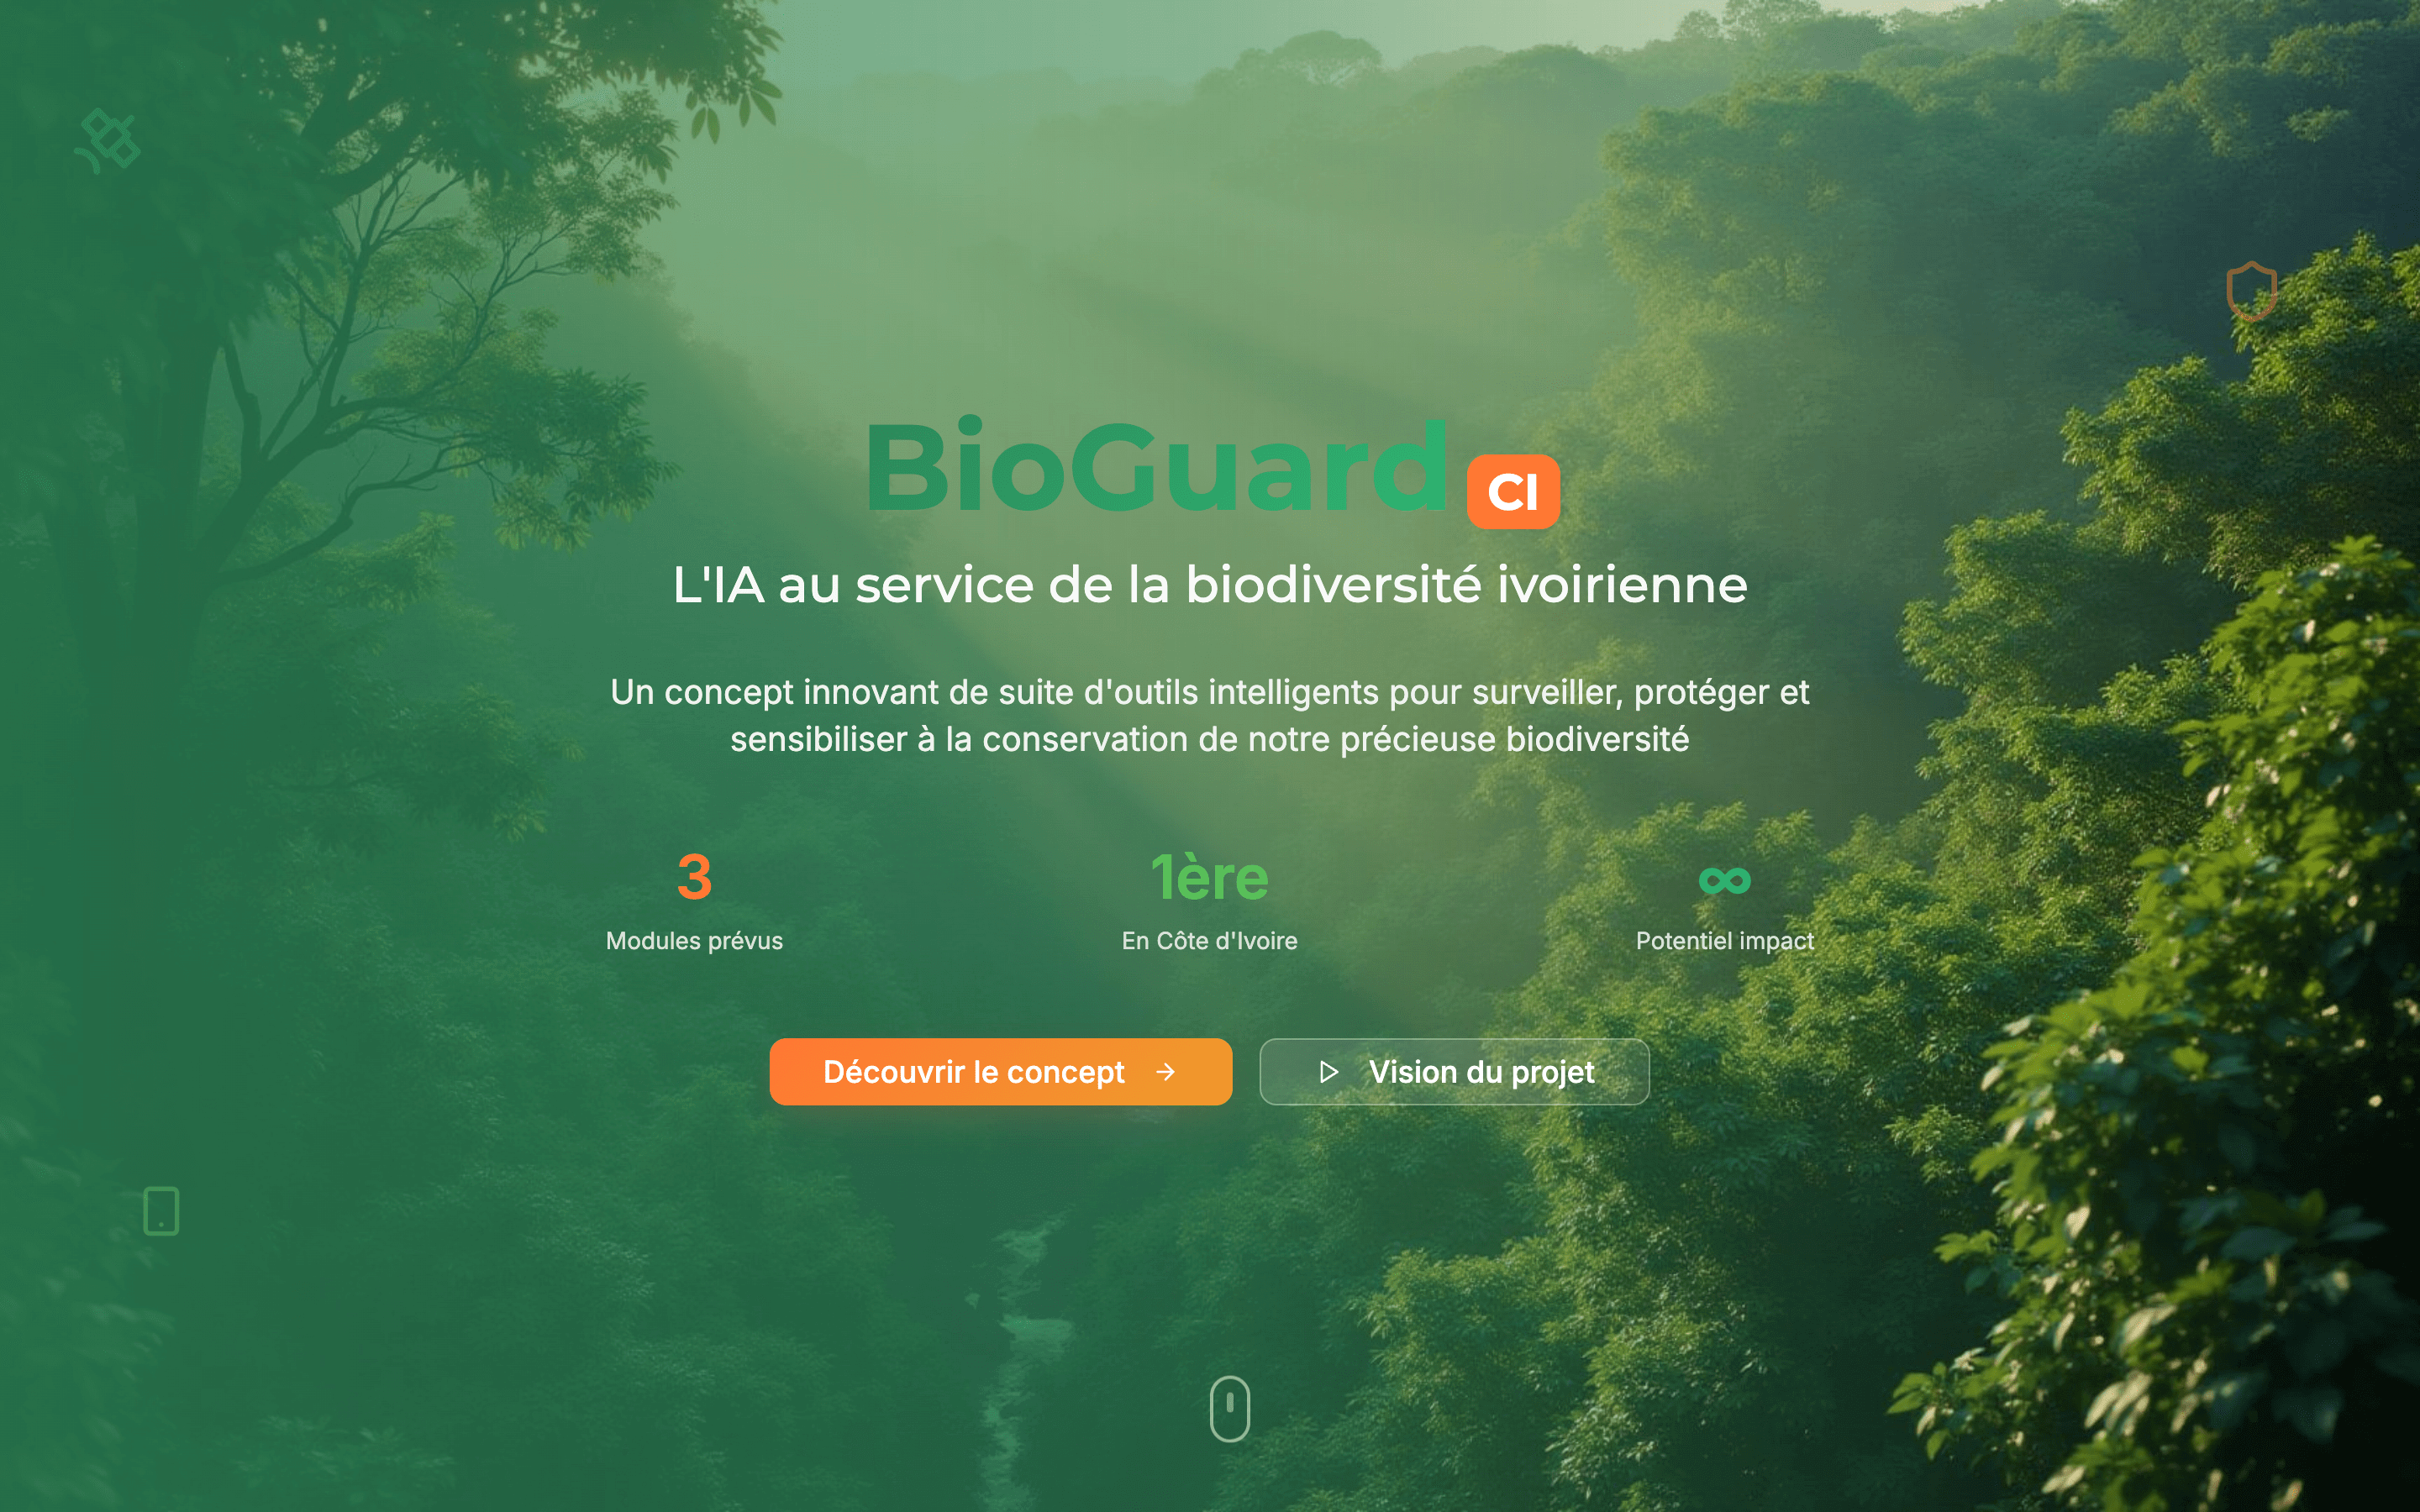 BioGuard CI
L'IA au service de la biodiversité ivoirienne
Un concept innovant de suite d'outils intelligents pour surveiller, protéger et
sensibiliser à la conservation de notre précieuse biodiversité
3
Modules prévus
1ère
En Côte d'Ivoire
∞
Potentiel impact
Découvrir le concept →
Vision du projet